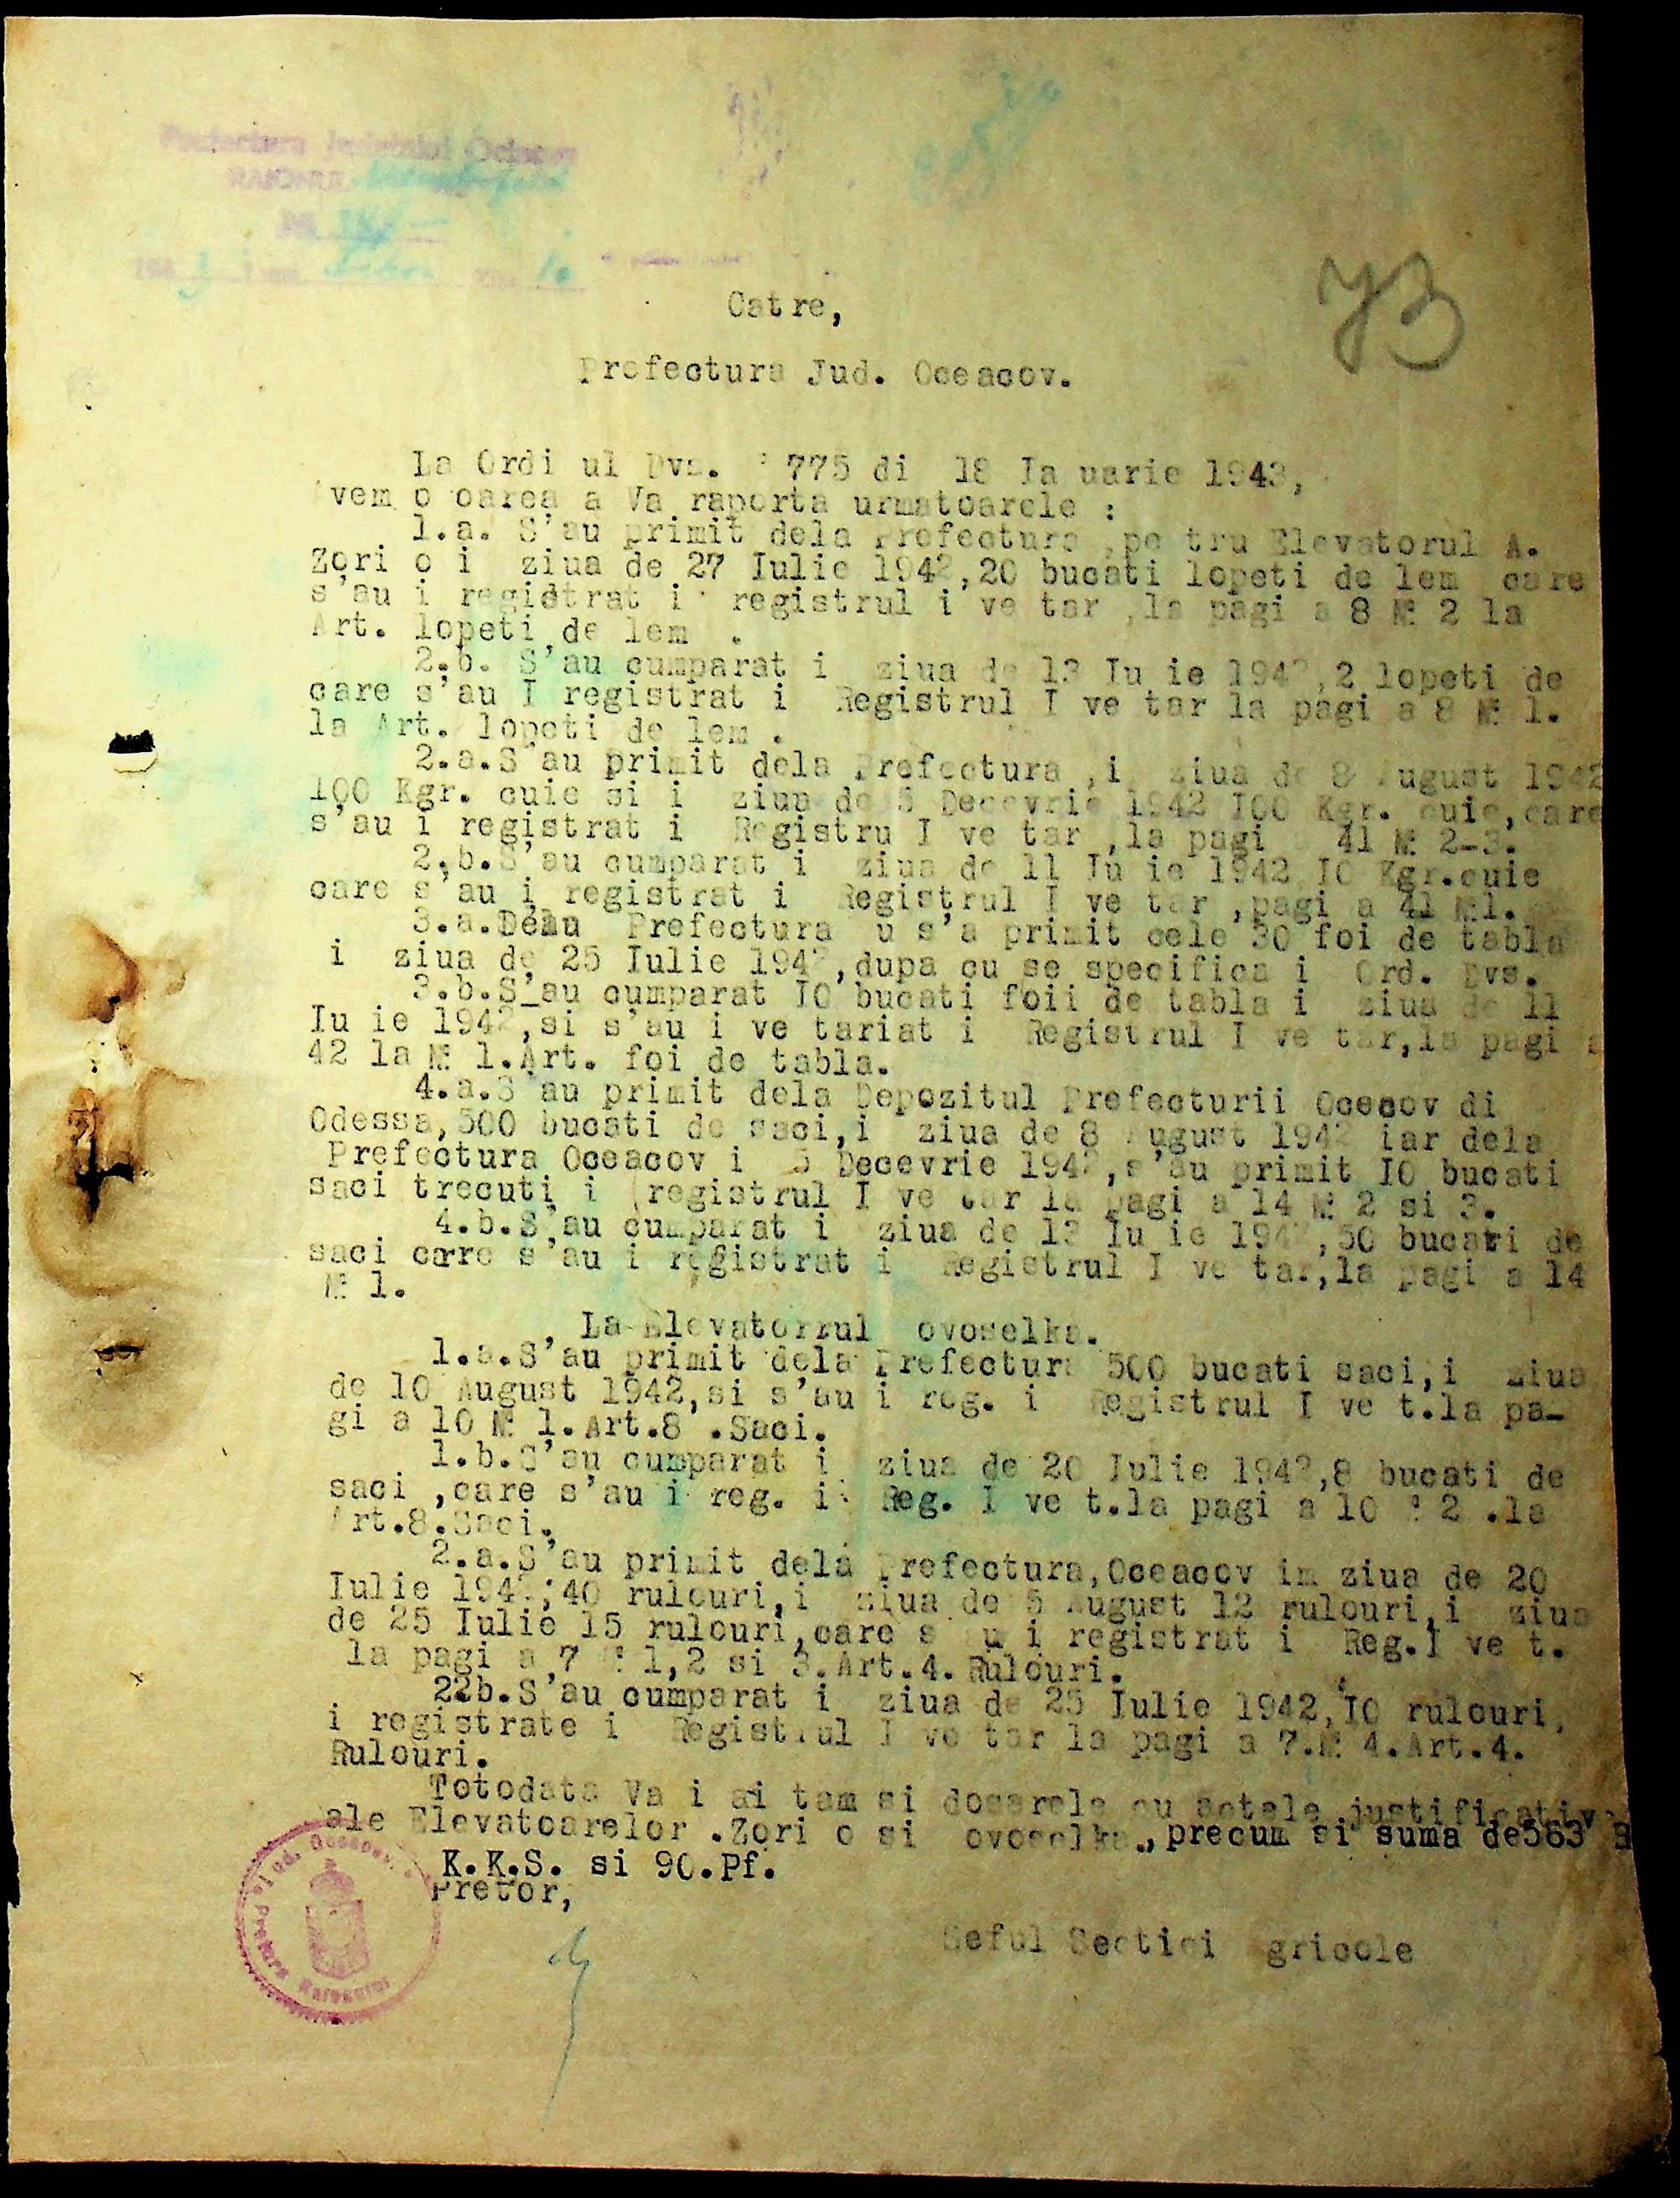 Prefectura Judetului Oceacov
RAIONUL
73
Catre,
Prefectura Jud. Oceacov.
La Ordi ul Dvs. 775 di 18 Ia uarie 1943,
Avem o oarea a Va raporta urmatoarele :
1.a. S'au primit dela Prefectura ,pe tru Elevatorul A.
Zori o i ziua de 27 Iulie 1942,20 bucati lopeti de lem care
s'au i registrat i registrul i ve tar ,la pagi a 8 № 2 la
Art. lopeti de lem .
2.b. S'au cumparat i ziua de 13 Iu ie 1942,2 lopeti de
care s'au I registrat i Registrul I ve tar la pagi a 8 № 1.
la Art. lopeti de lem .
2.a.S'au primit dela Prefectura ,i ziua de 8 August 1942
100 Kgr. cuie si i ziua de 5 Decevrie 1942 I00 Kgr. cuie,care
s'au i registrat i Registru I ve tar ,la pagi 41 № 2-3.
2.b.S'au cumparat i ziua de 11 Iu ie 1942 I0 Kgr.cuie
care s'au i registrat i Registrul I ve tar ,pagi a 41 №1.
3.a. Prefectura u s'a primit cele 30 foi de tabla
i ziua de 25 Iulie 1942,dupa cu se specifica i Ord. Dvs.
3.b.S'au cumparat I0 bucati foii de tabla i ziua de 11
Iu ie 1942,si s'au i ve tariat i Registrul I ve tar,la pagi a
42 la № 1.Art. foi de tabla.
4.a.S'au primit dela Depozitul Prefecturii Oceacov di
Odessa,500 bucati de saci,i ziua de 8 August 1942 iar dela
Prefectura Oceacov i 5 Decevrie 1942,s'au primit I0 bucati
saci trecuti i registrul I ve tar la pagi a 14 № 2 si 3.
4.b.S'au cumparat i ziua de 13 Iu ie 1942,50 bucati de
saci care s'au i registrat i Registrul I ve tar,la pagi a 14
№ 1.
La Elevatorrul ovoselka.
1.a.S'au primit dela Prefectura 500 bucati saci,i ziua
de 10 August 1942,si s'au i reg. i Registrul I ve t.la pa-
gi a 10 № 1.Art.8 .Saci.
1.b.S'au cumparat i ziua de 20 Iulie 1942,8 bucati de
saci ,care s'au i reg. i Reg. I ve t.la pagi a 10 2 .la
Art.8.Saci.
2.a.S'au primit dela Prefectura,Oceacov im ziua de 20
Iulie 1942;40 rulouri,i ziua de 5 August 12 rulouri,i ziua
de 25 Iulie 15 rulouri,care s'au i registrat i Reg.I ve t.
la pagi a 7 1,2 si 3.Art.4.Rulouri.
22b.S'au cumparat i ziua de 25 Iulie 1942,I0 rulouri,
i registrate i Registrul I ve tar la pagi a 7.№ 4.Art.4.
Rulouri.
Totodata Va i ai tam si dosarele cu actele justificative
ale Elevatoarelor .Zori o si ovoselka.,precum si suma de563
K.K.S. si 90.Pf.
Pretor,
Seful Sectiei gricole